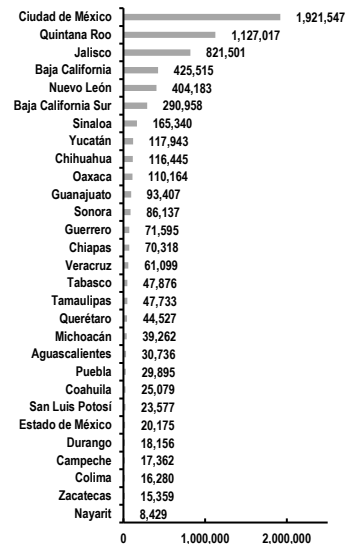 Ciudad de México 1,921,547
Quintana Roo 1,127,017
Jalisco 821,501
Baja California 425,515
Nuevo León 404,183
Baja California Sur 290,958
Sinaloa 165,340
Yucatán 117,943
Chihuahua 116,445
Oaxaca 110,164
Guanajuato 93,407
Sonora 86,137
Guerrero 71,595
Chiapas 70,318
Veracruz 61,099
Tabasco 47,876
Tamaulipas 47,733
Querétaro 44,527
Michoacán 39,262
Aguascalientes 30,736
Puebla 29,895
Coahuila 25,079
San Luis Potosí 23,577
Estado de México 20,175
Durango 18,156
Campeche 17,362
Colima 16,280
Zacatecas 15,359
Nayarit 8,429
0 1,000,000 2,000,000